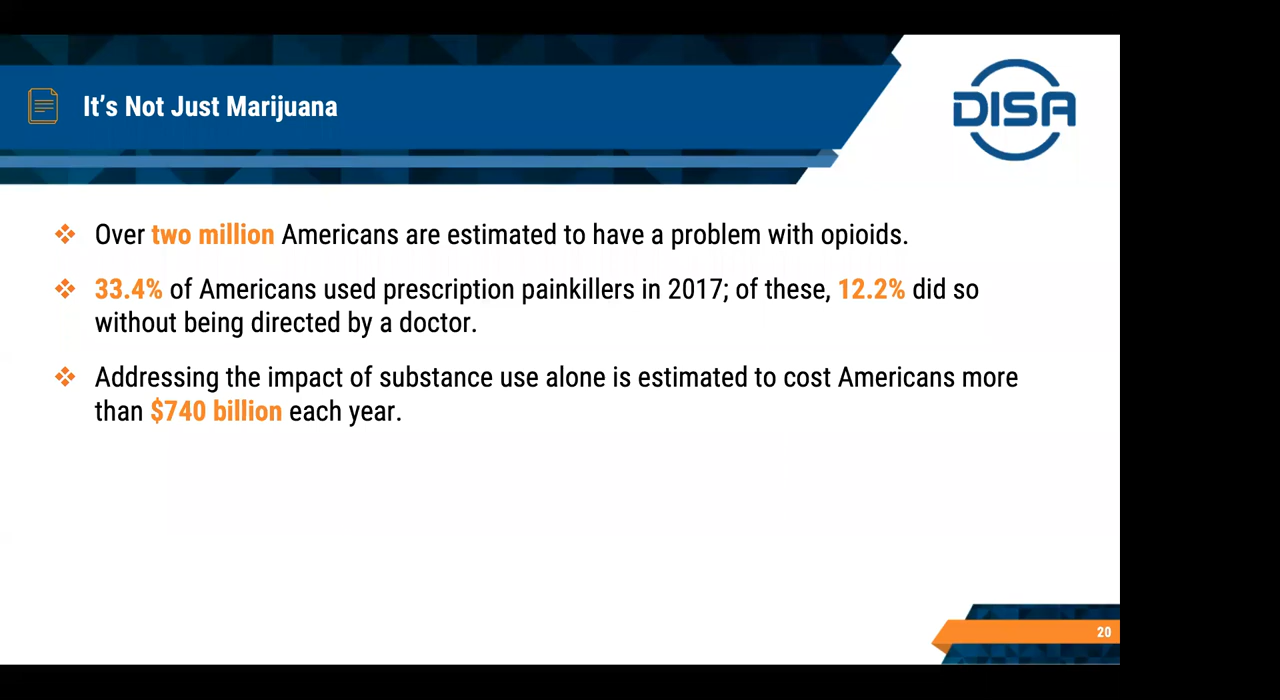 It’s Not Just Marijuana
DISA
Over two million Americans are estimated to have a problem with opioids.
33.4% of Americans used prescription painkillers in 2017; of these, 12.2% did so
without being directed by a doctor.
Addressing the impact of substance use alone is estimated to cost Americans more
than $740 billion each year.
20